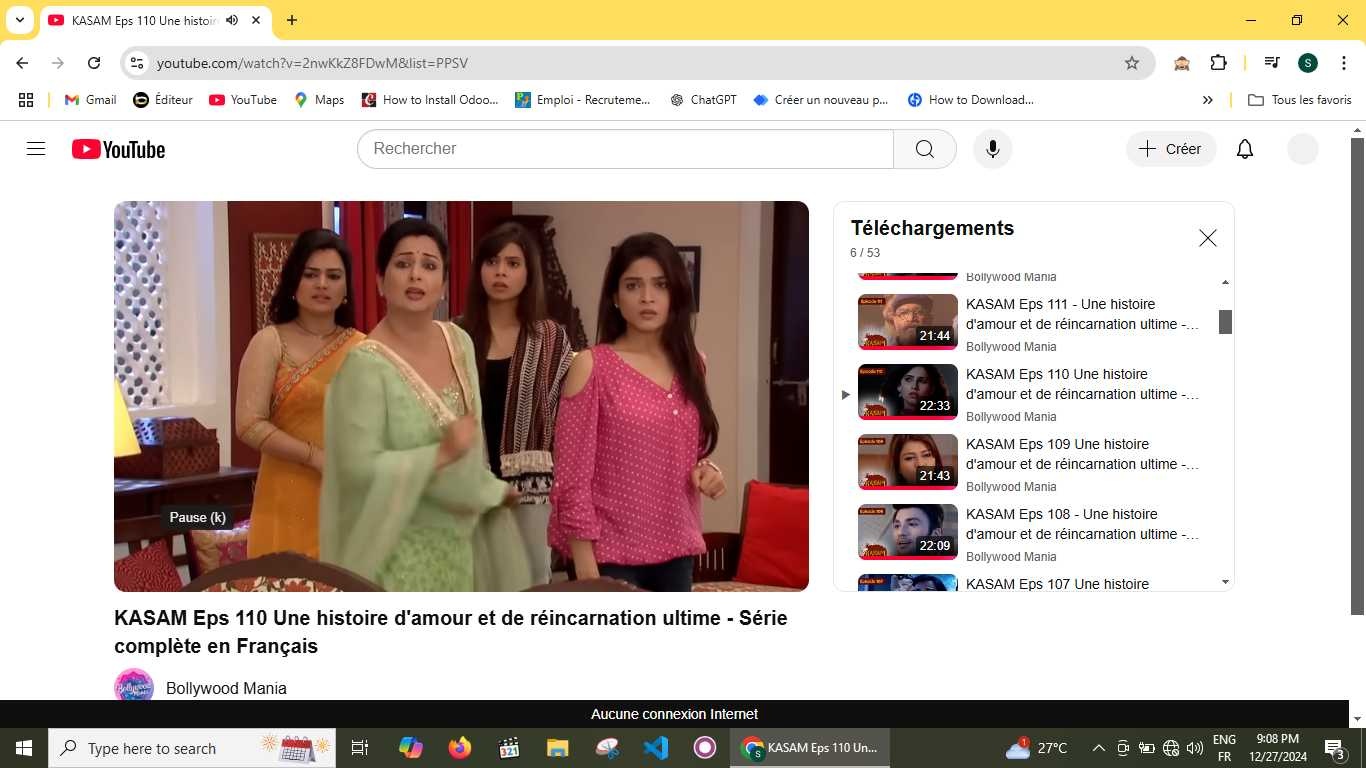 KASAM Eps 110 Une histoir
youtube.com/watch?v=2nwKkZ8FDwM&list=PPSV
S
Gmail
Éditeur
YouTube
Maps
How to Install Odoo...
Emploi - Recruteme...
ChatGPT
Créer un nouveau p...
How to Download...
Tous les favoris
YouTube
Rechercher
Créer
Téléchargements
6 / 53
Bollywood Mania
KASAM Eps 111 - Une histoire
d'amour et de réincarnation ultime -...
21:44
Bollywood Mania
KASAM Eps 110 Une histoire
d'amour et de réincarnation ultime -...
22:33
Bollywood Mania
KASAM Eps 109 Une histoire
d'amour et de réincarnation ultime -...
21:43
Bollywood Mania
KASAM Eps 108 - Une histoire
d'amour et de réincarnation ultime -...
22:09
Bollywood Mania
KASAM Eps 107 Une histoire
Pause (k)
KASAM Eps 110 Une histoire d'amour et de réincarnation ultime - Série
complète en Français
Bollywood Mania
Aucune connexion Internet
Type here to search
KASAM Eps 110 Un...
27°C
ENG
FR
9:08 PM
12/27/2024
3